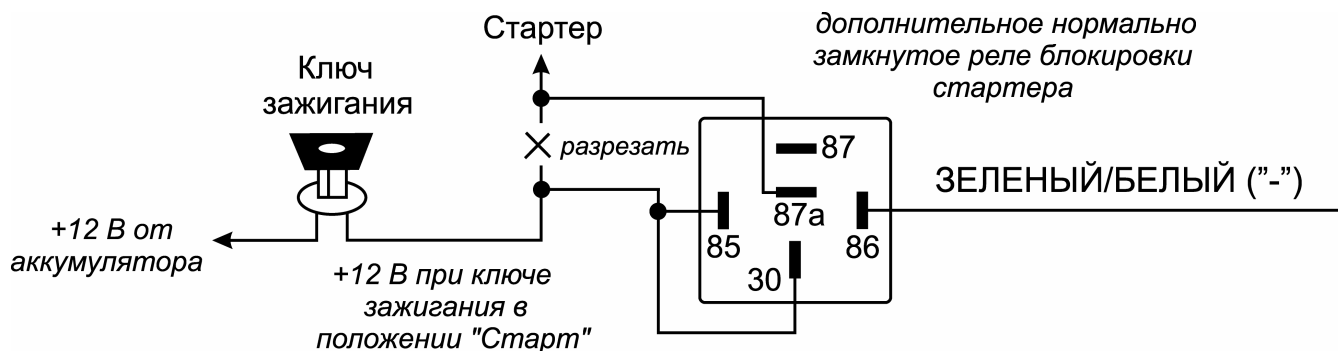 Стартер
дополнительное нормально
замкнутое реле блокировки
стартера
Ключ
зажигания
разрезать
87
87a
85
86
30
ЗЕЛЕНЫЙ/БЕЛЫЙ ("-")
+12 В от
аккумулятора
+12 В при ключе
зажигания в
положении "Старт"